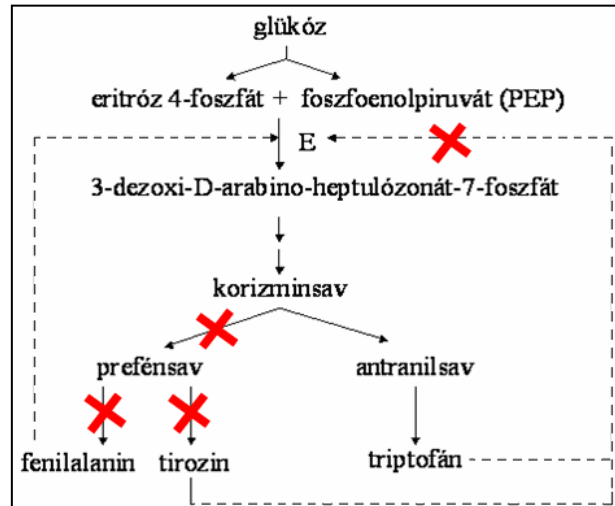 glükóz
eritróz 4-foszfát + foszfoenolpiruvát (PEP)
E
3-dezoxi-D-arabino-heptulózonát-7-foszfát
korizminsav
prefénsav antranilsav
fenilalanin tirozin triptofán